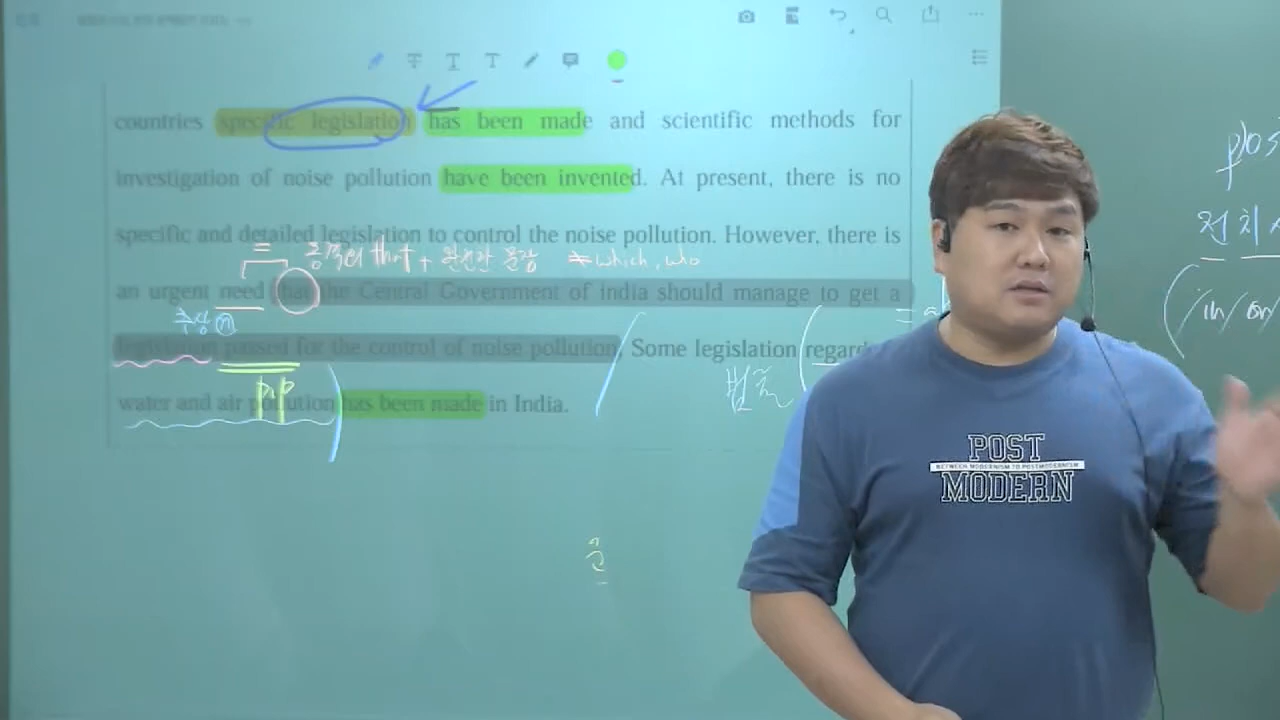 countries specific legislation has been made and scientific methods for
investigation of noise pollution have been invented. At present, there is no
specific and detailed legislation to control the noise pollution. However, there is
동격의 that + 완전한 문장 ≠ which, who
an urgent need that the Central Government of india should manage to get a
추상 n
legislation passed for the control of noise pollution. Some legislation regard
p.p
법률
water and air pollution has been made in India.
POST
BETWEEN MODERNISM TO POSTMODERNISM
MODERN
pos
전치사
(in/on/